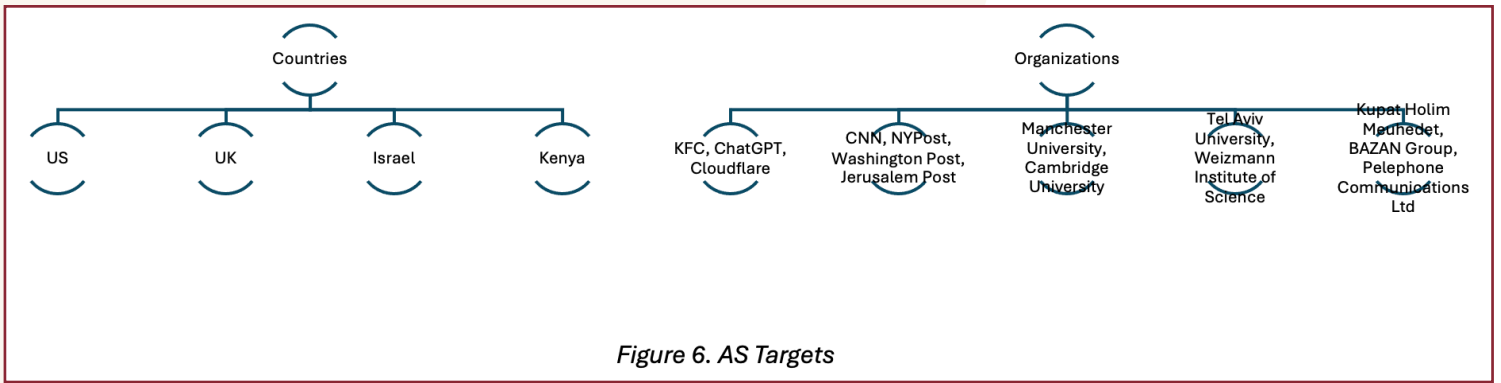 Countries
US
UK
Israel
Kenya
Organizations
KFC, ChatGPT,
Cloudflare
CNN, NYPost,
Washington Post,
Jerusalem Post
Manchester
University,
Cambridge
University
Tel Aviv
University,
Weizmann
Institute of
Science
Kupat Holim
Meuhedet,
BAZAN Group,
Pelephone
Communications
Ltd
Figure 6. AS Targets